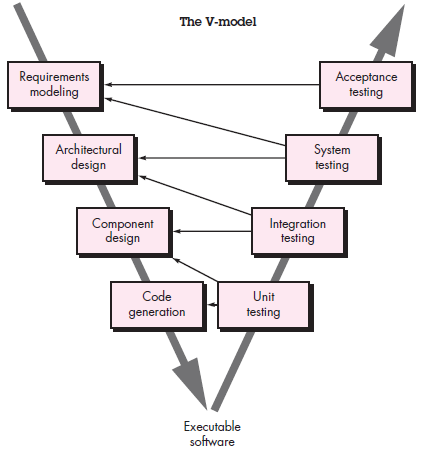 The V-model
Requirements
modeling
Acceptance
testing
Architectural
design
System
testing
Component
design
Integration
testing
Code
generation
Unit
testing
Executable
software